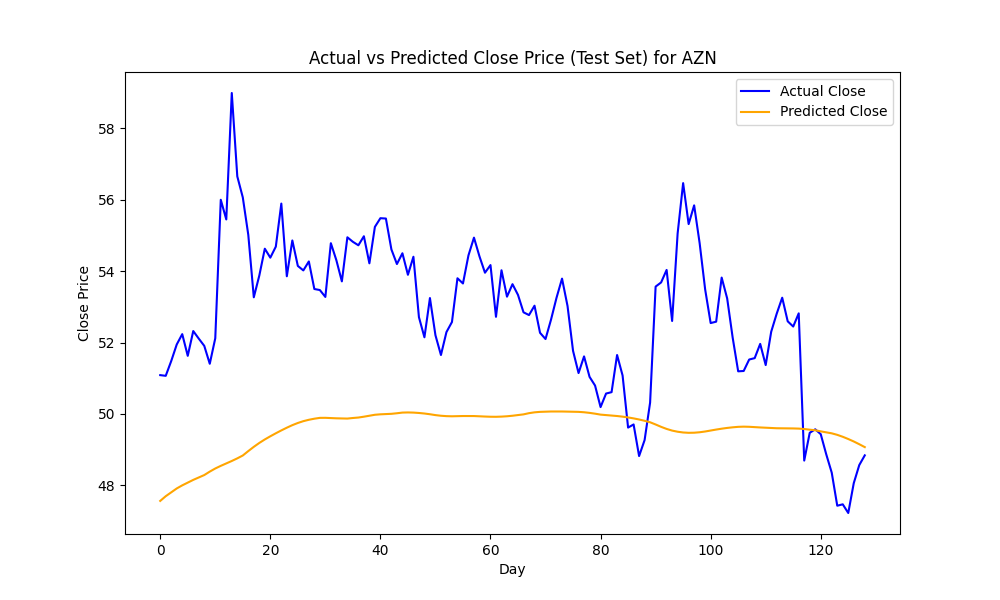 Actual vs Predicted Close Price (Test Set) for AZN
Actual Close
Predicted Close
Close Price
58
56
54
52
50
48
0 20 40 60 80 100 120
Day